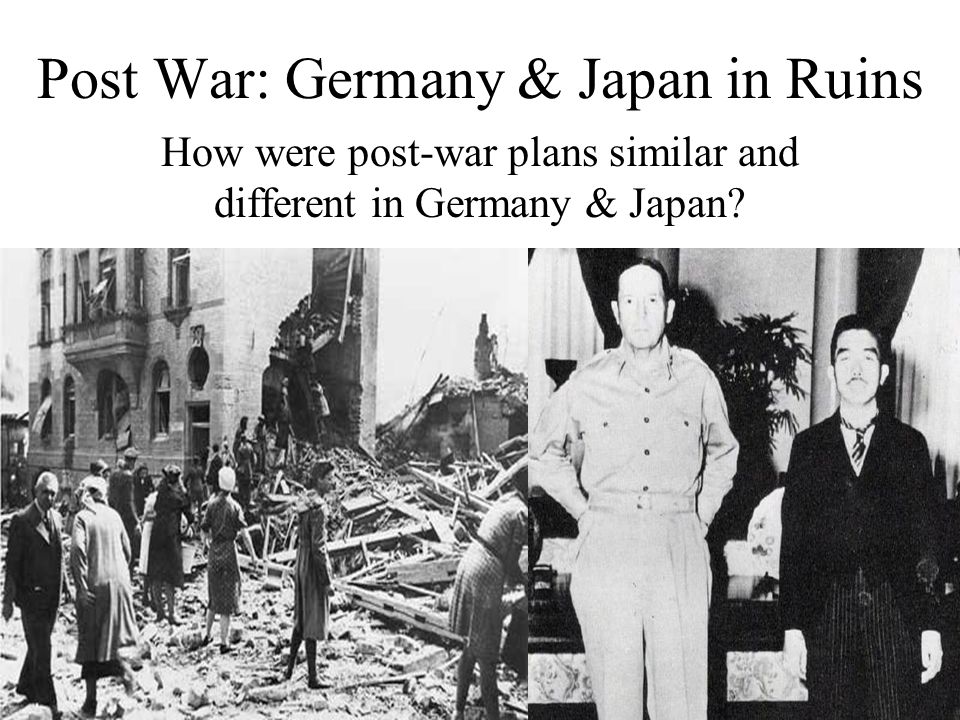 Post War: Germany & Japan in Ruins
How were post-war plans similar and
different in Germany & Japan?